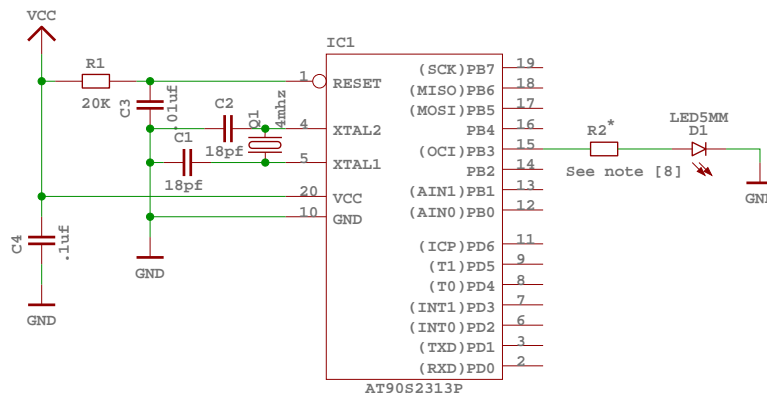 VCC
IC1
R1
20K
C3
.01uf
C2
18pf
C1
18pf
Q1
4mhz
C4
.1uf
GND
GND
1 RESET
4 XTAL2
5 XTAL1
20 VCC
10 GND
(SCK)PB7 19
(MISO)PB6 18
(MOSI)PB5 17
PB4 16
(OCI)PB3 15
PB2 14
(AIN1)PB1 13
(AIN0)PB0 12
(ICP)PD6 11
(T1)PD5 9
(T0)PD4 8
(INT1)PD3 7
(INT0)PD2 6
(TXD)PD1 3
(RXD)PD0 2
AT90S2313P
R2*
See note [8]
LED5MM
D1
GND